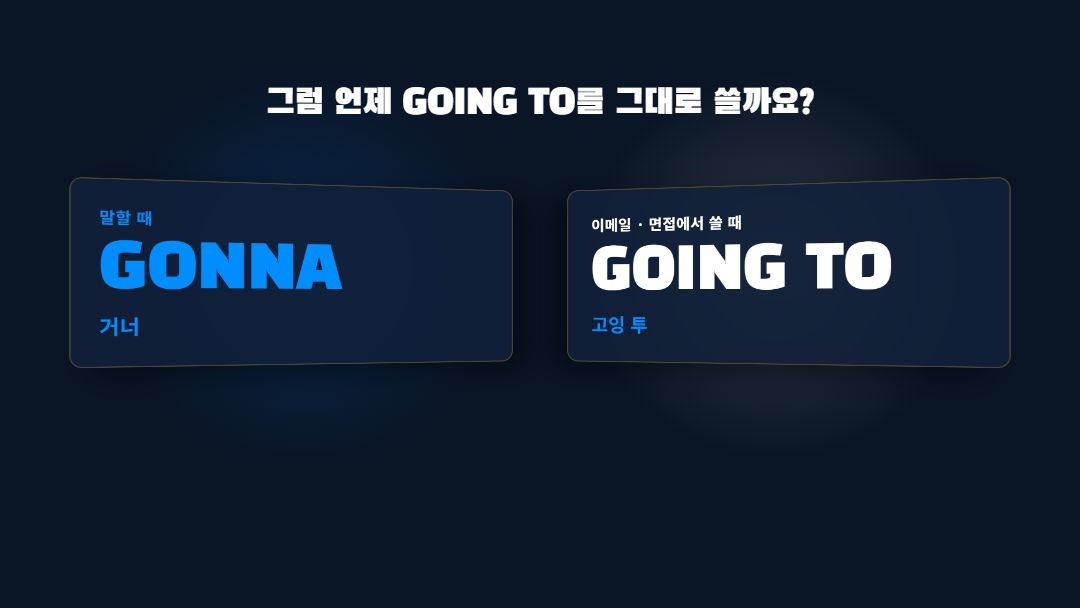 그럼 언제 GOING TO를 그대로 쓸까요?
말할 때
GONNA
거너
이메일 · 면접에서 쓸 때
GOING TO
고잉 투